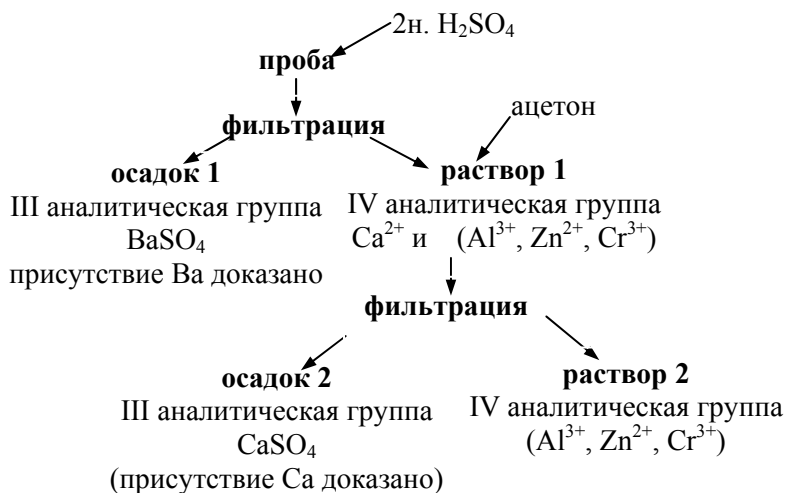 2н. H₂SO₄
проба
ацетон
фильтрация
осадок 1
раствор 1
III аналитическая группа
IV аналитическая группа
BaSO₄
Ca²⁺ и (Al³⁺, Zn²⁺, Cr³⁺)
присутствие Ba доказано
фильтрация
осадок 2
раствор 2
III аналитическая группа
IV аналитическая группа
CaSO₄
(Al³⁺, Zn²⁺, Cr³⁺)
(присутствие Ca доказано)